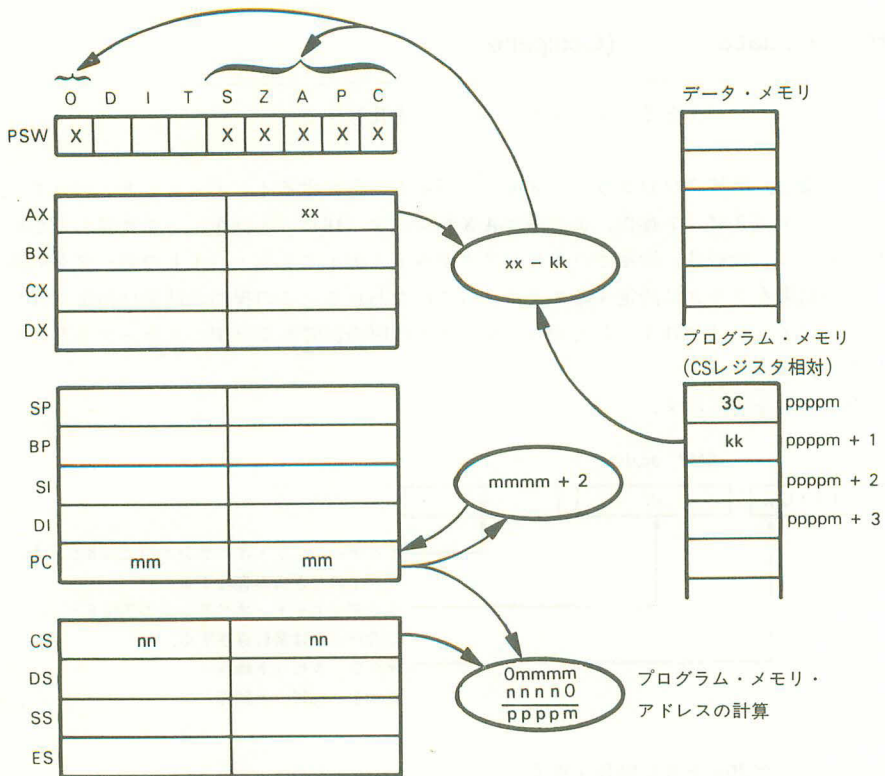 O D I T S Z A P C
PSW X X X X X X
データ・メモリ
AX xx
BX
CX
DX
xx – kk
プログラム・メモリ
(CSレジスタ相対)
3C ppppm
kk ppppm + 1
ppppm + 2
ppppm + 3
SP
BP
SI
DI
PC mm mm
mmmm + 2
CS nn nn
DS
SS
ES
0mmmm
nnnn0
ppppm
プログラム・メモリ・
アドレスの計算